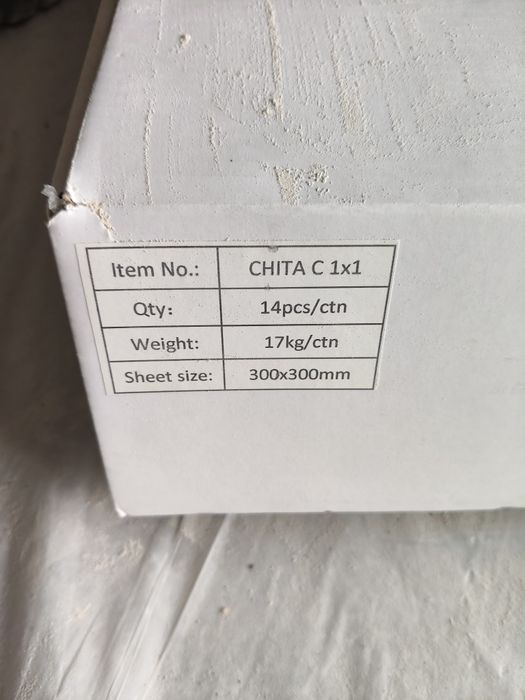 Item No.: CHITA C 1x1
Qty: 14pcs/ctn
Weight: 17kg/ctn
Sheet size: 300x300mm